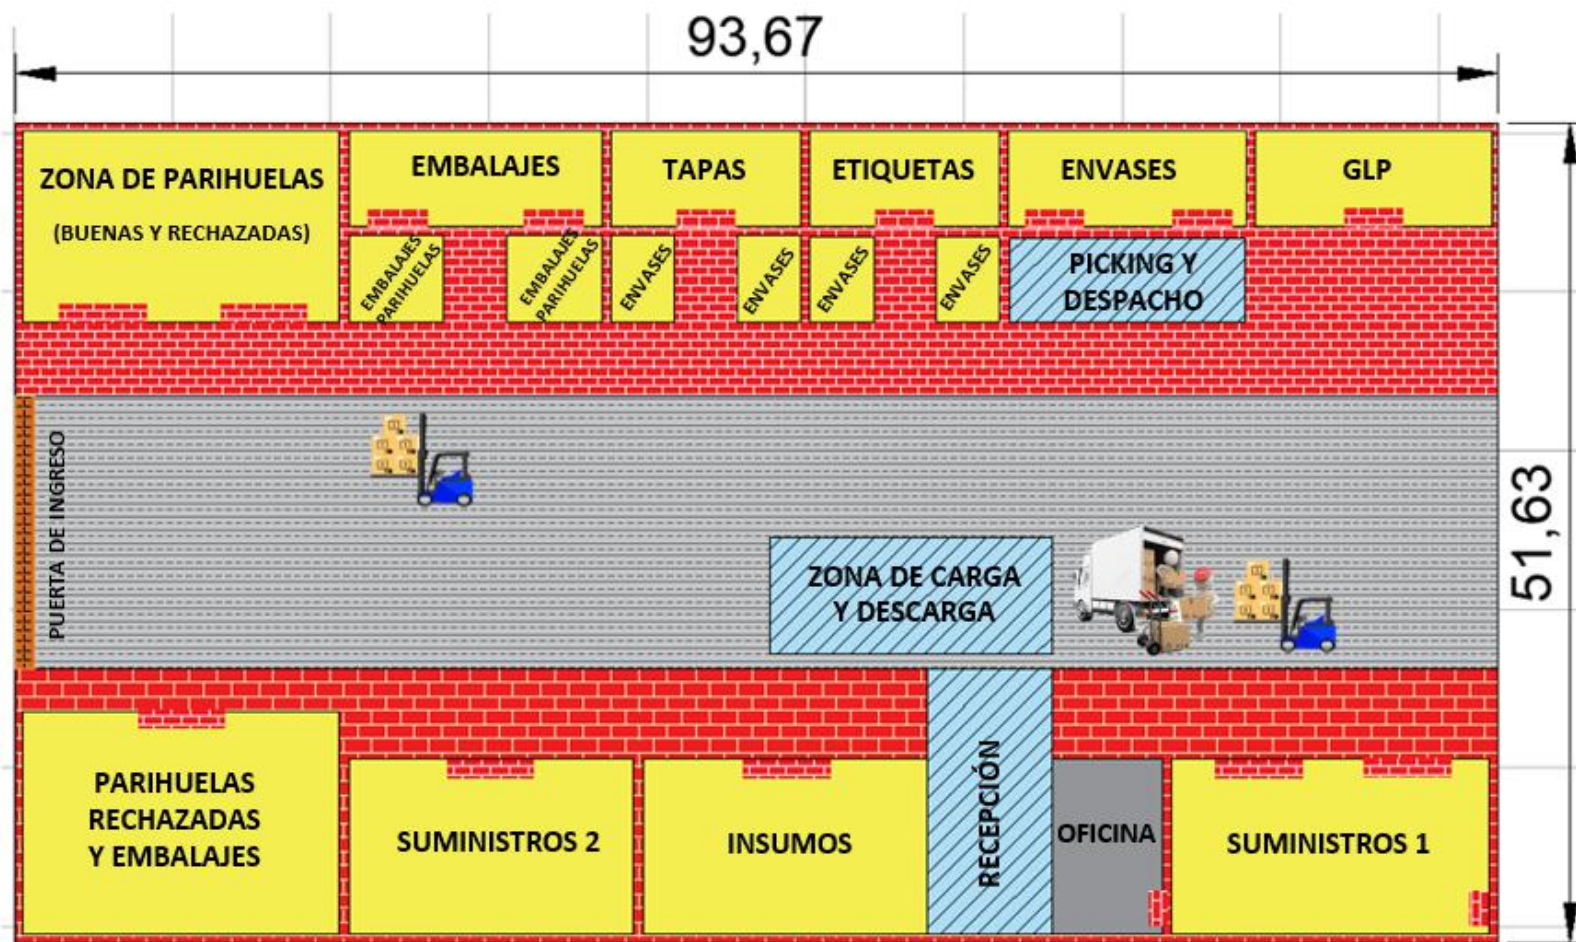 93,67
ZONA DE PARIHUELAS
(BUENAS Y RECHAZADAS)
EMBALAJES
TAPAS
ETIQUETAS
ENVASES
GLP
EMBALAJES
PARIHUELAS
EMBALAJES
PARIHUELAS
ENVASES
ENVASES
ENVASES
ENVASES
PICKING Y
DESPACHO
PUERTA DE INGRESO
ZONA DE CARGA
Y DESCARGA
51,63
PARIHUELAS
RECHAZADAS
Y EMBALAJES
SUMINISTROS 2
INSUMOS
RECEPCIÓN
OFICINA
SUMINISTROS 1